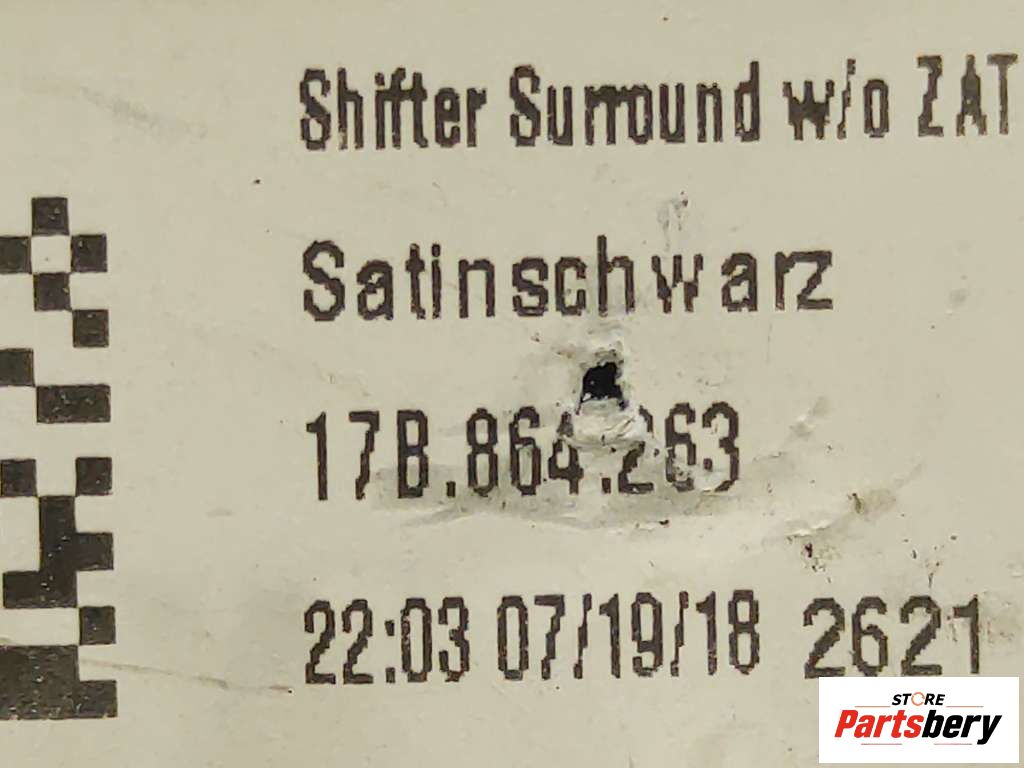 Shifter Surround w/o ZAT
Satinschwarz
17B.864.263
22:03 07/19/18 2621
STORE
Partsbery